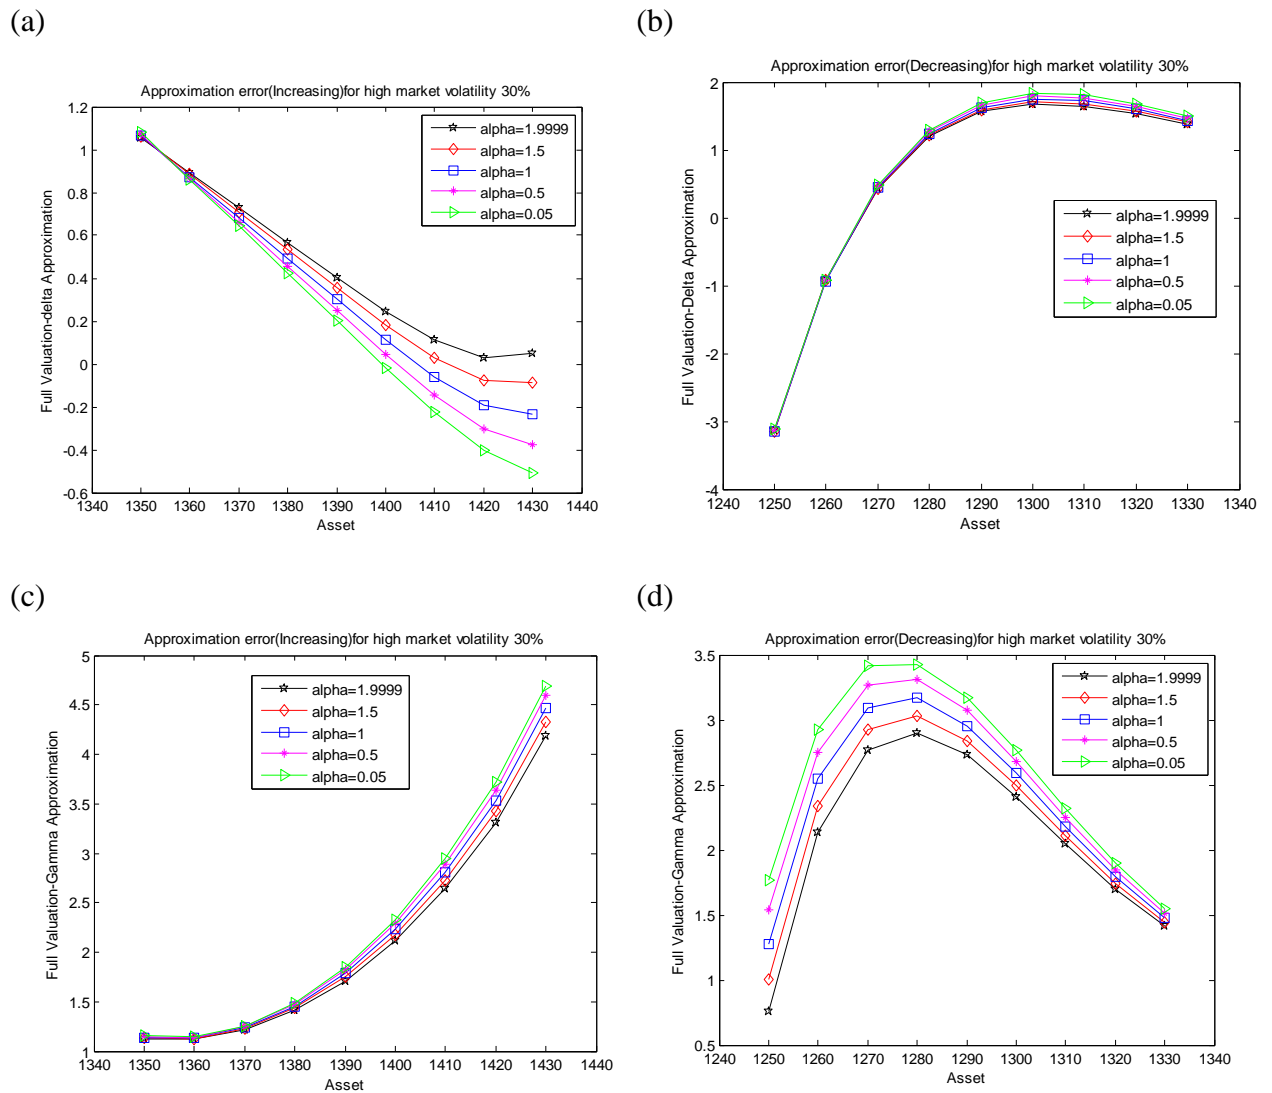 (a)
(b)
Approximation error(Increasing)for high market volatility 30%
1.2
1
0.8
0.6
0.4
0.2
0
-0.2
-0.4
-0.6
Full Valuation-delta Approximation
alpha=1.9999
alpha=1.5
alpha=1
alpha=0.5
alpha=0.05
1340 1350 1360 1370 1380 1390 1400 1410 1420 1430 1440
Asset
Approximation error(Decreasing)for high market volatility 30%
2
1
0
-1
-2
-3
-4
Full Valuation-Delta Approximation
alpha=1.9999
alpha=1.5
alpha=1
alpha=0.5
alpha=0.05
1240 1250 1260 1270 1280 1290 1300 1310 1320 1330 1340
Asset
(c)
(d)
Approximation error(Increasing)for high market volatility 30%
5
4.5
4
3.5
3
2.5
2
1.5
1
Full Valuation-Gamma Approximation
alpha=1.9999
alpha=1.5
alpha=1
alpha=0.5
alpha=0.05
1340 1350 1360 1370 1380 1390 1400 1410 1420 1430 1440
Asset
Approximation error(Decreasing)for high market volatility 30%
3.5
3
2.5
2
1.5
1
0.5
Full Valuation-Gamma Approximation
alpha=1.9999
alpha=1.5
alpha=1
alpha=0.5
alpha=0.05
1240 1250 1260 1270 1280 1290 1300 1310 1320 1330 1340
Asset